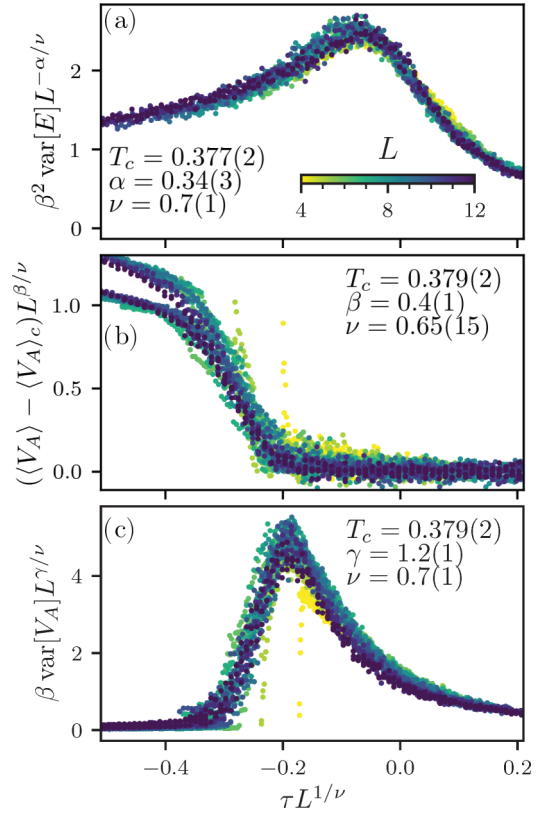 (a)
β² var[E]L^{−α/ν}
2
1
0
T_c = 0.377(2)
α = 0.34(3)
ν = 0.7(1)
L
4 8 12
(b)
(⟨V_A⟩ − ⟨V_A⟩_c)L^{β/ν}
1.0
0.5
0.0
T_c = 0.379(2)
β = 0.4(1)
ν = 0.65(15)
(c)
β var[V_A]L^{γ/ν}
4
2
0
T_c = 0.379(2)
γ = 1.2(1)
ν = 0.7(1)
−0.4 −0.2 0.0 0.2
τL^{1/ν}